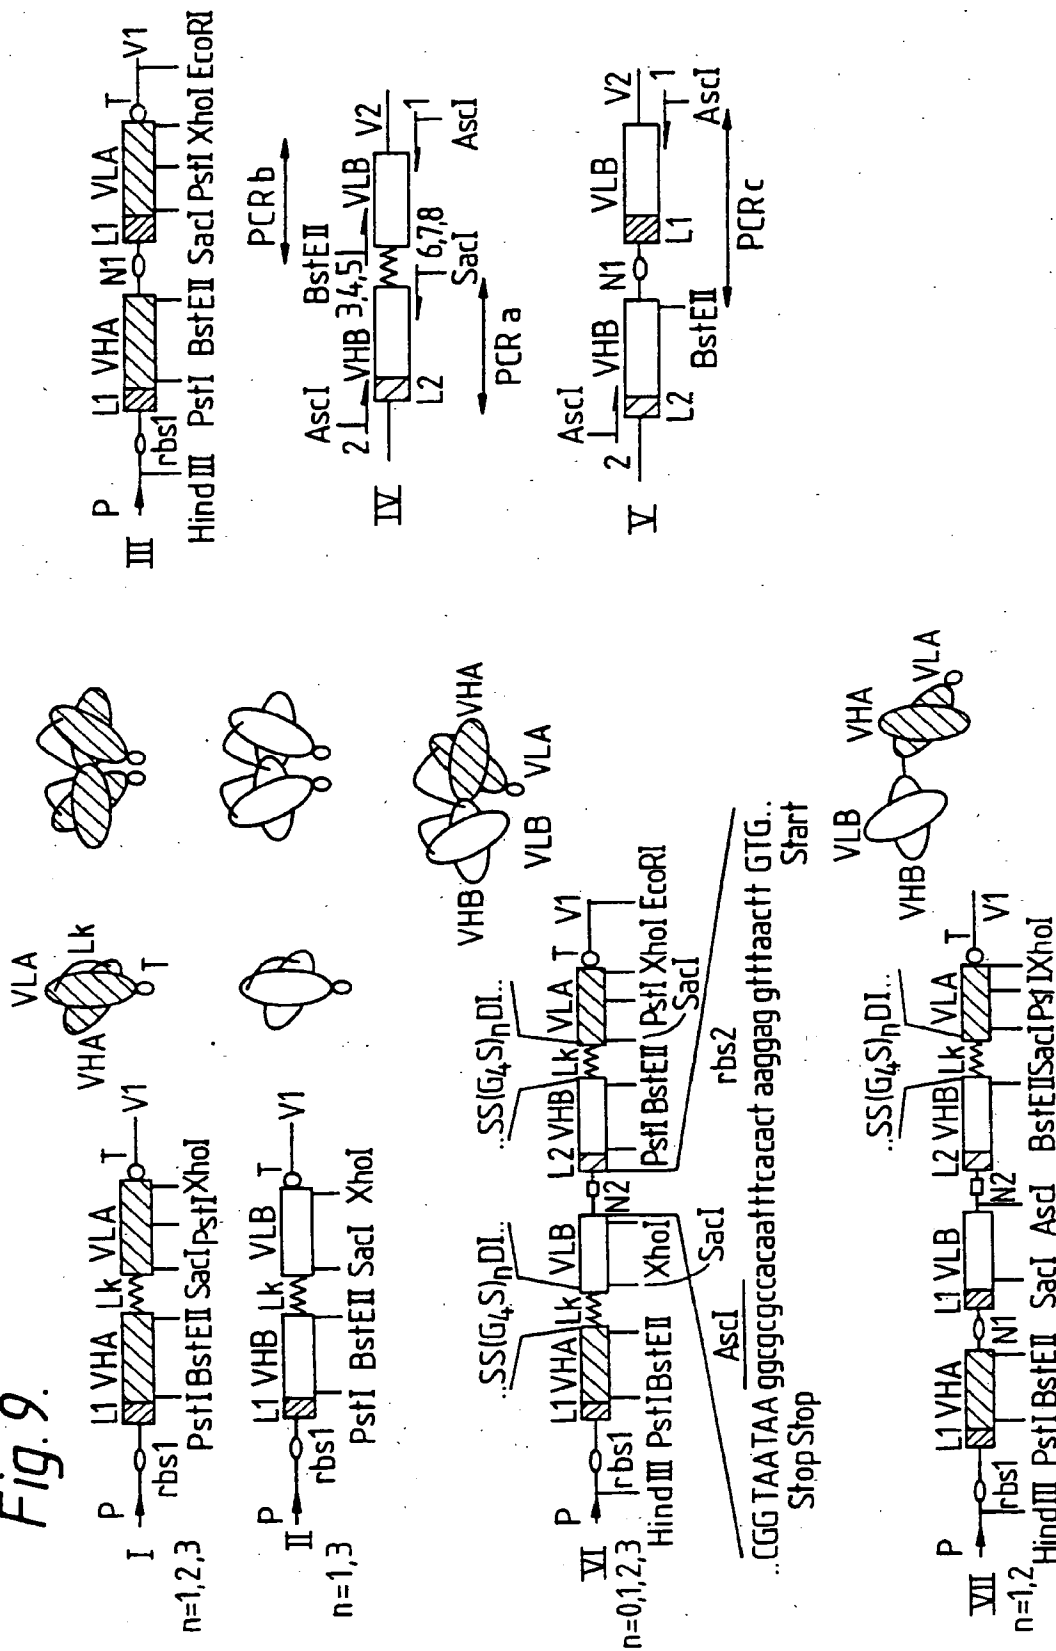 Fig. 9.
I
n=1,2,3
P
rbs1
L1 VHA Lk VLA T V1
PstI BstEII SacI PstI XhoI
VLA
Lk
VHA
T
II
n=1,3
P
rbs1
L1 VHB Lk VLB T V1
PstI BstEII SacI XhoI
VI
n=0,1,2,3
P
rbs1
..SS(G4S)nDI..
..SS(G4S)nDI..
L1 VHA Lk VLB N2 L2 VHB Lk VLA T V1
HindIII PstI BstEII XhoI PstI BstEII PstI XhoI EcoRI
SacI
SacI
VHB
VLB
VLA
VHA
AscI
rbs2
..CGG TAATAA ggcgcgccacaatttcacact aaggag gtttaactt GTG..
Stop Stop
Start
VII
n=1,2
P
rbs1
..SS(G4S)nDI..
L1 VHA N1 L1 VLB N2 L2 VHB Lk VLA T V1
HindIII PstI BstEII SacI AscI BstEII SacI PstI XhoI
VLB
VHB
VHA
VLA
III
P
rbs1
L1 VHA N1 L1 VLA T V1
HindIII PstI BstEII SacI PstI XhoI EcoRI
PCR b
IV
AscI
BstEII
2 VHB 3,4,5 VLB V2
L2
6,7,8
1
SacI
AscI
PCR a
V
AscI
2 VHB N1 VLB V2
L2
L1
1
BstEII
AscI
PCR c